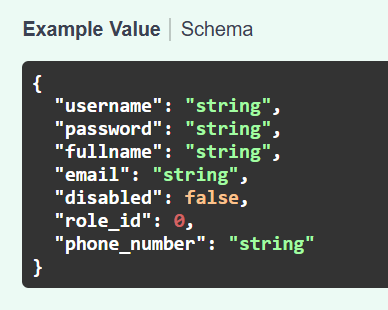 Example Value | Schema
{
  "username": "string",
  "password": "string",
  "fullname": "string",
  "email": "string",
  "disabled": false,
  "role_id": 0,
  "phone_number": "string"
}